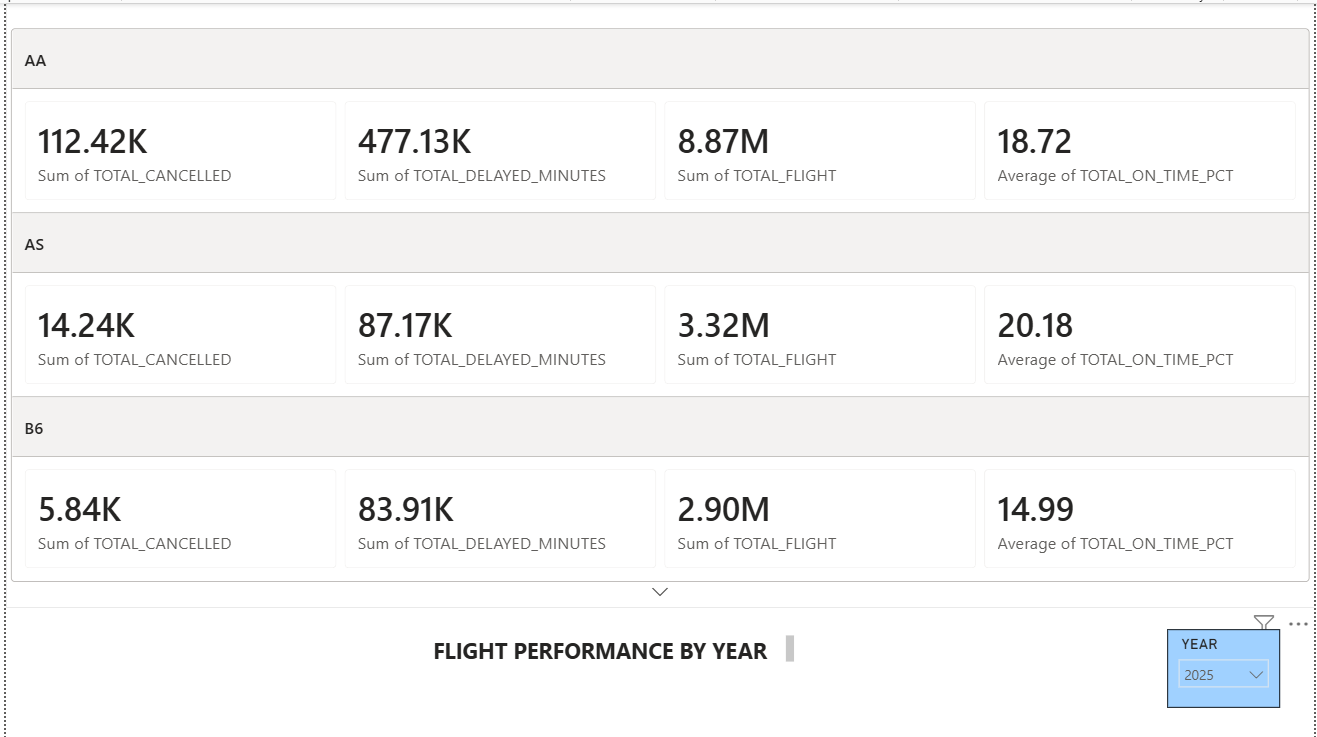 AA
112.42K 477.13K 8.87M 18.72
Sum of TOTAL_CANCELLED Sum of TOTAL_DELAYED_MINUTES Sum of TOTAL_FLIGHT Average of TOTAL_ON_TIME_PCT
AS
14.24K 87.17K 3.32M 20.18
Sum of TOTAL_CANCELLED Sum of TOTAL_DELAYED_MINUTES Sum of TOTAL_FLIGHT Average of TOTAL_ON_TIME_PCT
B6
5.84K 83.91K 2.90M 14.99
Sum of TOTAL_CANCELLED Sum of TOTAL_DELAYED_MINUTES Sum of TOTAL_FLIGHT Average of TOTAL_ON_TIME_PCT
FLIGHT PERFORMANCE BY YEAR
YEAR
2025